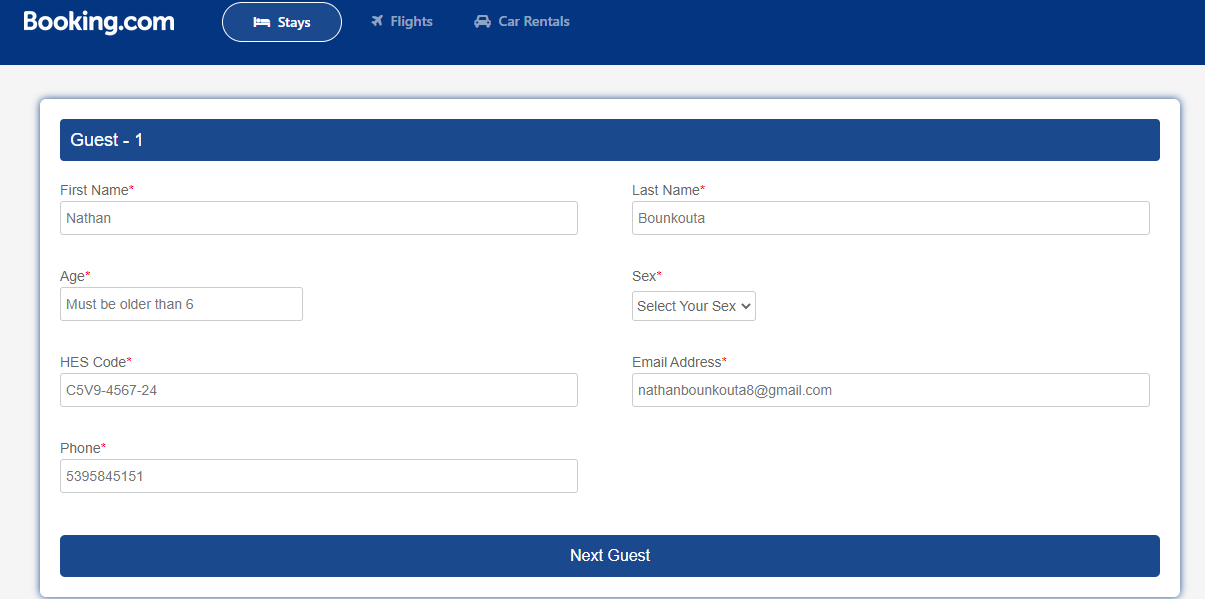 Booking.com Stays Flights Car Rentals
Guest - 1
First Name* Last Name*
Nathan Bounkouta
Age* Sex*
Must be older than 6 Select Your Sex
HES Code* Email Address*
C5V9-4567-24 nathanbounkouta8@gmail.com
Phone*
5395845151
Next Guest